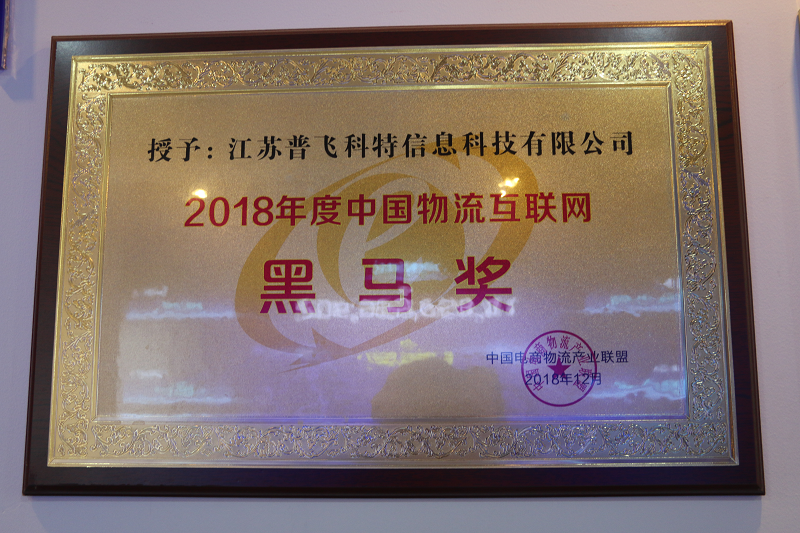 授予：江苏普飞科特信息科技有限公司
2018年度中国物流互联网
黑马奖
中国电商物流产业联盟
2018年12月